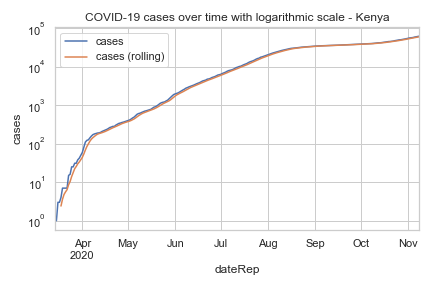 COVID-19 cases over time with logarithmic scale - Kenya
cases
cases (rolling)
10^5
10^4
10^3
10^2
10^1
10^0
cases
Apr May Jun Jul Aug Sep Oct Nov
2020
dateRep